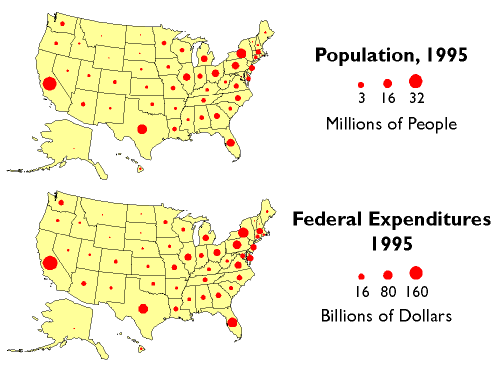 Population, 1995
3 16 32
Millions of People
Federal Expenditures
1995
16 80 160
Billions of Dollars